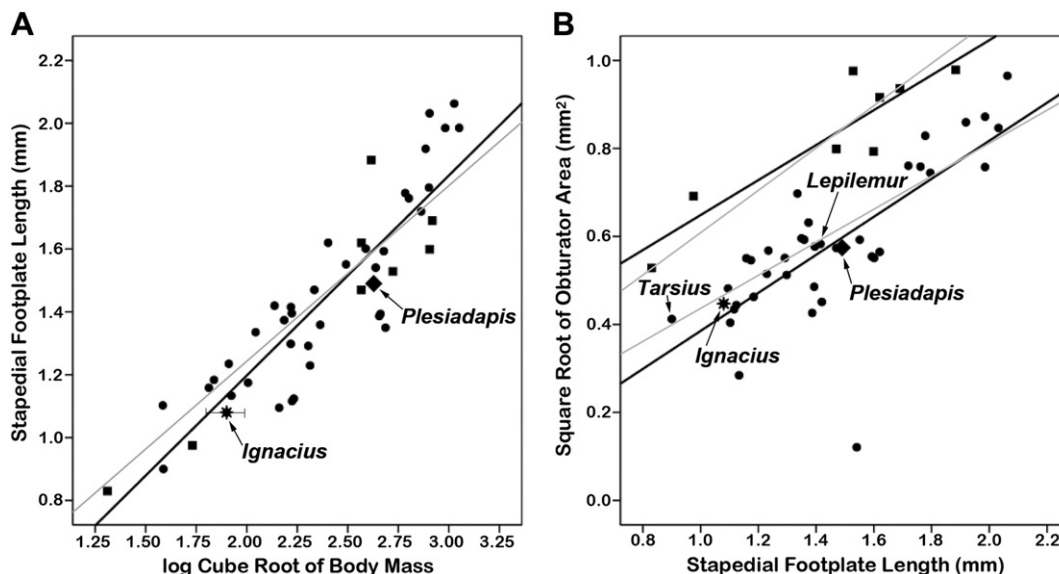 A
Stapedial Footplate Length (mm)
2.2
2.0
1.8
1.6
1.4
1.2
1.0
0.8
Plesiadapis
Ignacius
1.25 1.50 1.75 2.00 2.25 2.50 2.75 3.00 3.25
log Cube Root of Body Mass
B
Square Root of Obturator Area (mm²)
1.0
0.8
0.6
0.4
0.2
0.0
Lepilemur
Tarsius
Plesiadapis
Ignacius
0.8 1.0 1.2 1.4 1.6 1.8 2.0 2.2
Stapedial Footplate Length (mm)